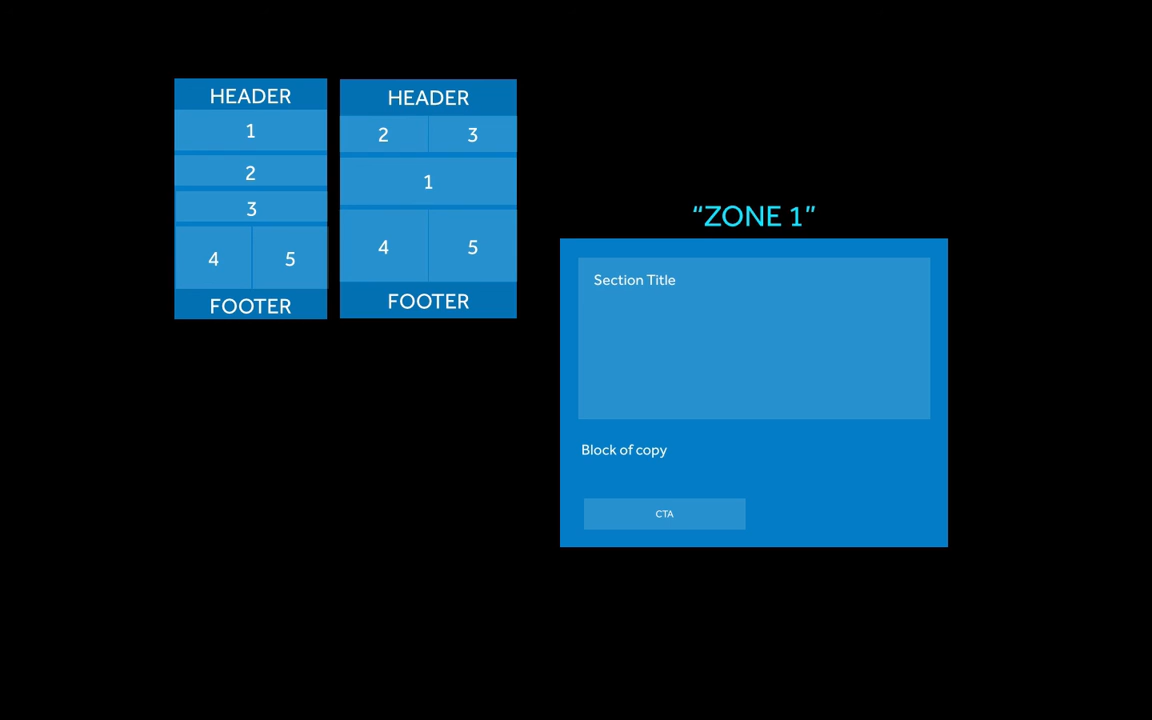 HEADER
1
2
3
4 5
FOOTER
HEADER
2 3
1
4 5
FOOTER
“ZONE 1”
Section Title
Block of copy
CTA